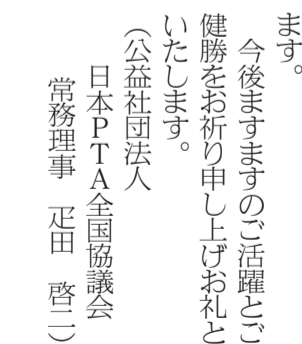 ます。
今後ますますのご活躍とご
健勝をお祈り申し上げお礼と
いたします。
（公益社団法人
日本PTA全国協議会
常務理事　疋田　啓二）